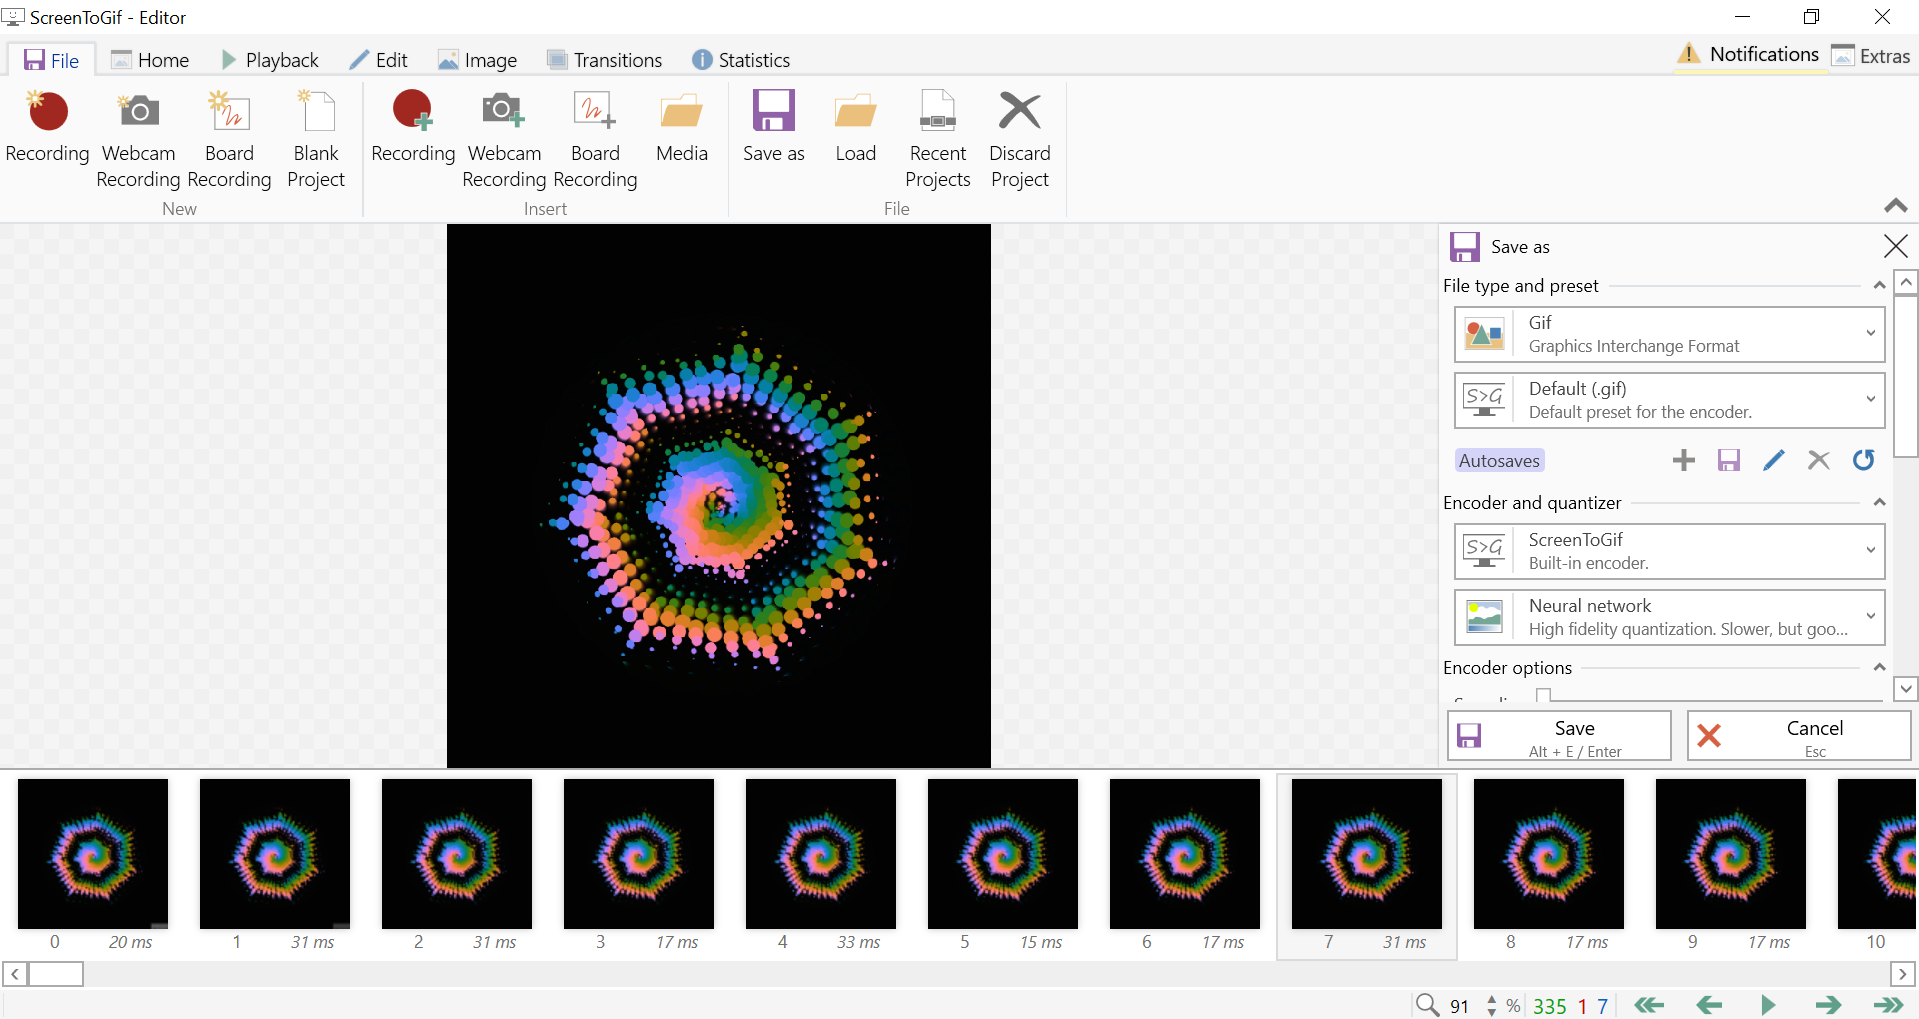 ScreenToGif - Editor
File Home Playback Edit Image Transitions Statistics Notifications Extras
Recording Webcam Recording Board Recording Blank Project
New
Recording Webcam Recording Board Recording Media
Insert
Save as Load Recent Projects Discard Project
File
Save as
File type and preset
Gif
Graphics Interchange Format
S>G
Default (.gif)
Default preset for the encoder.
Autosaves
Encoder and quantizer
S>G
ScreenToGif
Built-in encoder.
Neural network
High fidelity quantization. Slower, but goo...
Encoder options
Save
Alt + E / Enter
Cancel
Esc
0 20 ms 1 31 ms 2 31 ms 3 17 ms 4 33 ms 5 15 ms 6 17 ms 7 31 ms 8 17 ms 9 17 ms 10
91 % 335 1 7